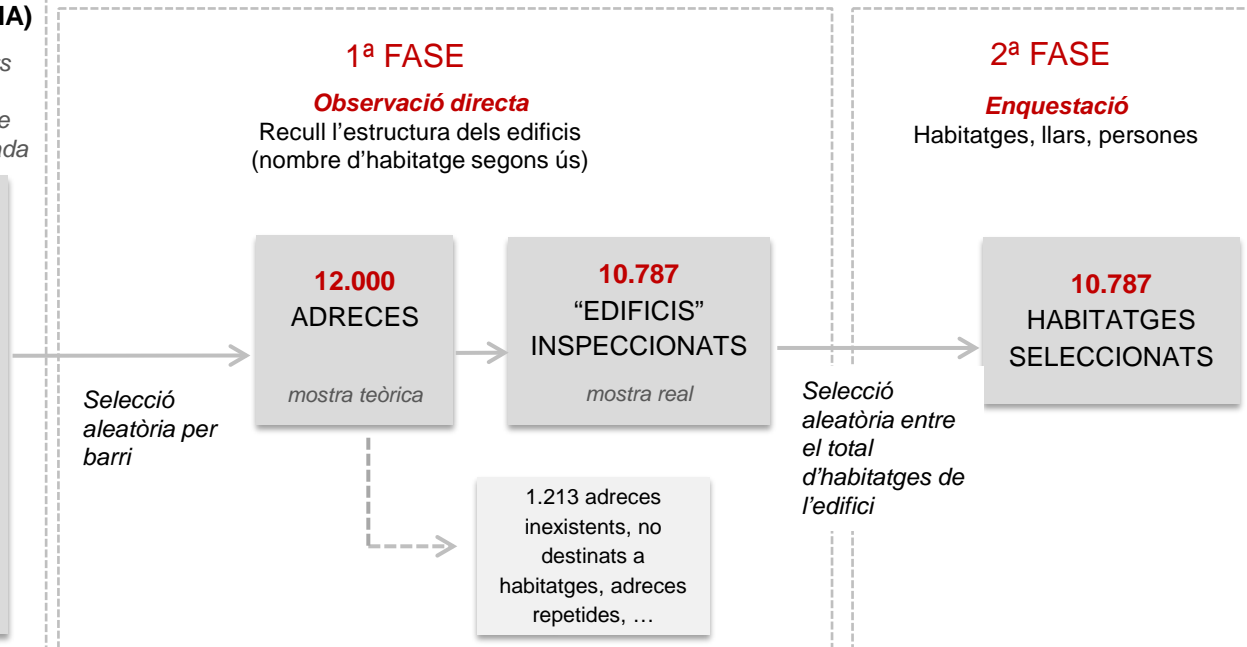 IA)
s
e
ada
1ª FASE
Observació directa
Recull l’estructura dels edificis
(nombre d’habitatge segons ús)
2ª FASE
Enquestació
Habitatges, llars, persones
Selecció
aleatòria per
barri
12.000
ADRECES
mostra teòrica
10.787
“EDIFICIS”
INSPECCIONATS
mostra real
1.213 adreces
inexistents, no
destinats a
habitatges, adreces
repetides, …
Selecció
aleatòria entre
el total
d’habitatges de
l’edifici
10.787
HABITATGES
SELECCIONATS